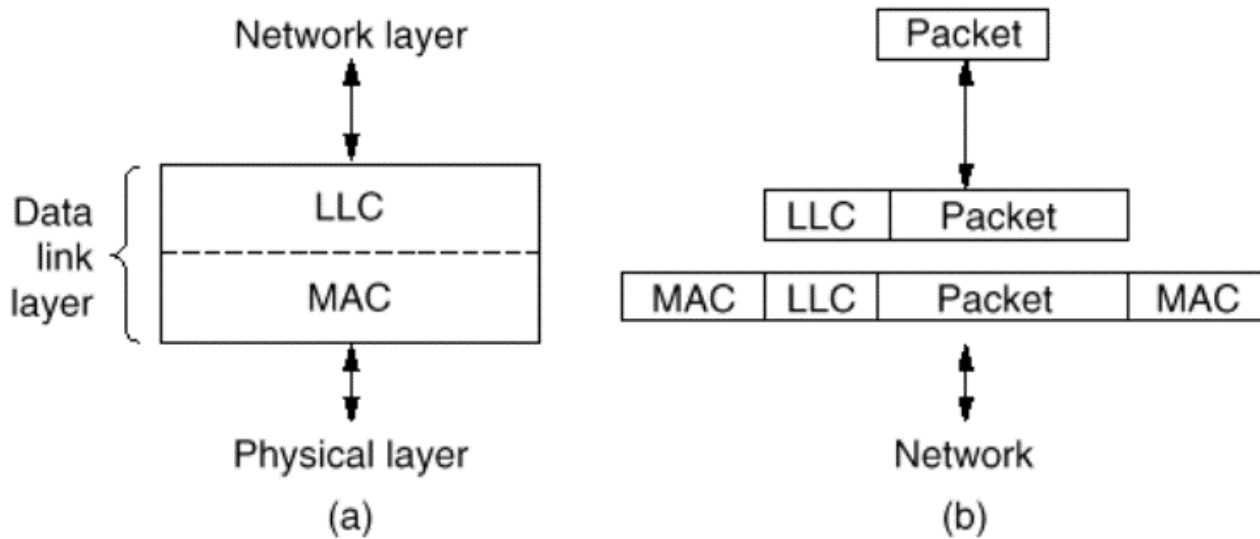 Network layer
LLC
Data
link
layer
MAC
Physical layer
(a)
Packet
LLC Packet
MAC LLC Packet MAC
Network
(b)